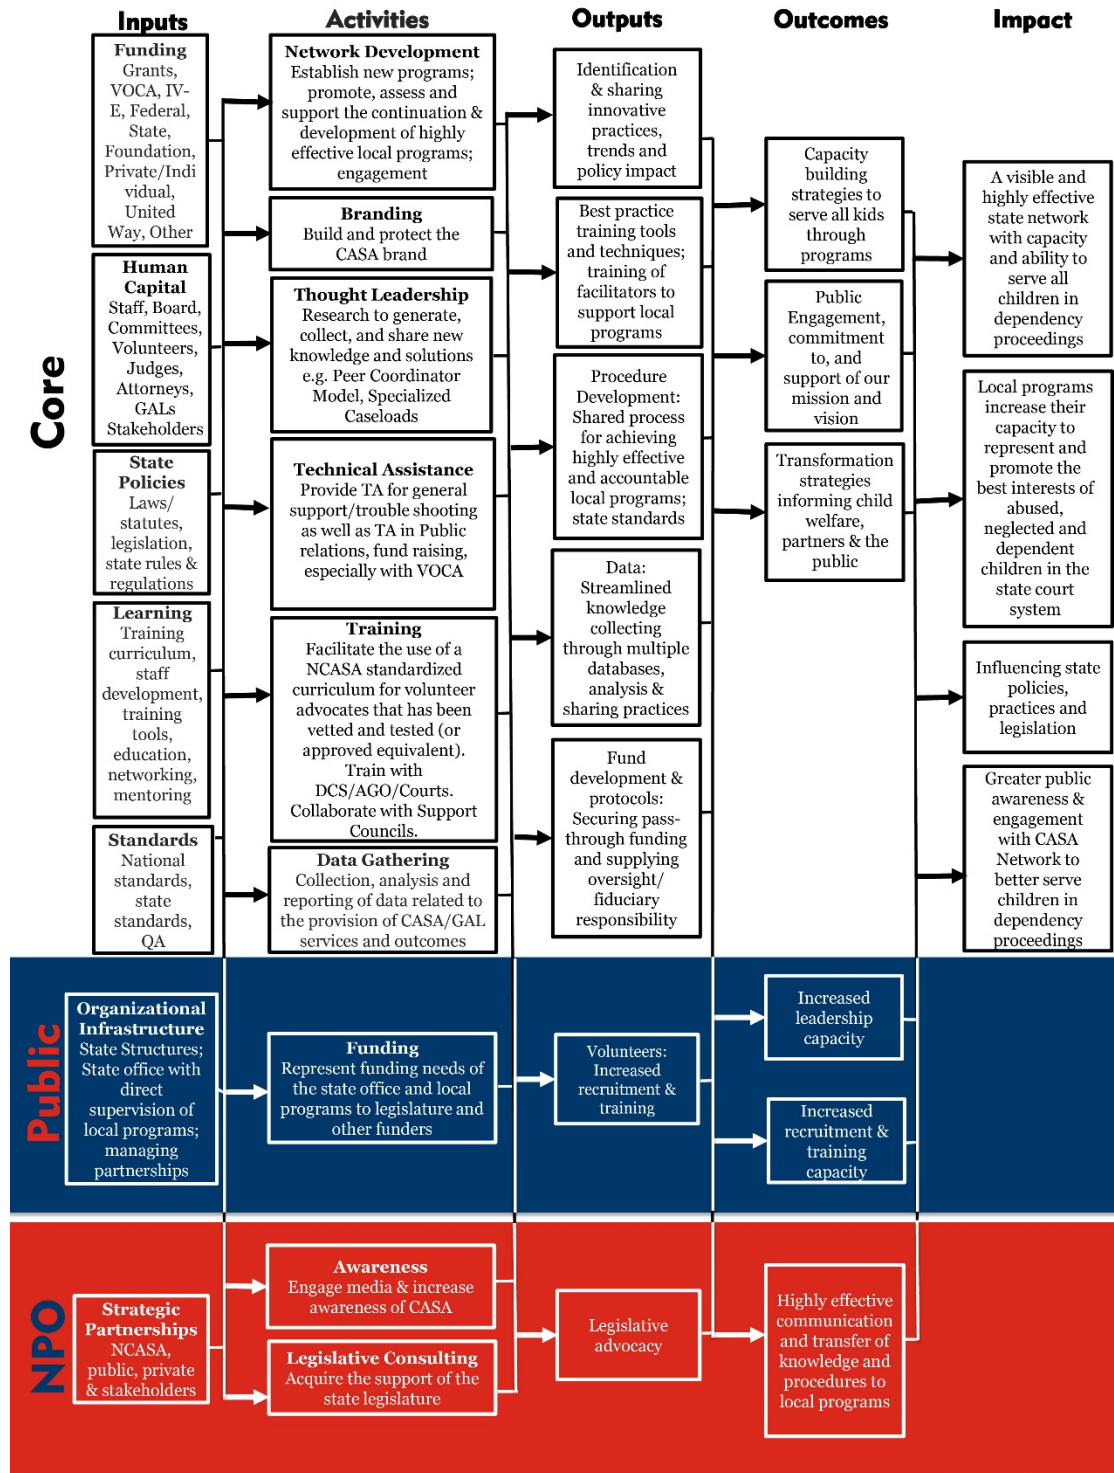 Inputs
Activities
Outputs
Outcomes
Impact
Core
Funding
Grants,
VOCA, IV-
E, Federal,
State,
Foundation,
Private/Indi
vidual,
United
Way, Other
Human
Capital
Staff, Board,
Committees,
Volunteers,
Judges,
Attorneys,
GALs
Stakeholders
State
Policies
Laws/
statutes,
legislation,
state rules &
regulations
Learning
Training
curriculum,
staff
development,
training
tools,
education,
networking,
mentoring
Standards
National
standards,
state
standards,
QA
Network Development
Establish new programs;
promote, assess and
support the continuation &
development of highly
effective local programs;
engagement
Branding
Build and protect the
CASA brand
Thought Leadership
Research to generate,
collect, and share new
knowledge and solutions
e.g. Peer Coordinator
Model, Specialized
Caseloads
Technical Assistance
Provide TA for general
support/trouble shooting
as well as TA in Public
relations, fund raising,
especially with VOCA
Training
Facilitate the use of a
NCASA standardized
curriculum for volunteer
advocates that has been
vetted and tested (or
approved equivalent).
Train with
DCS/AGO/Courts.
Collaborate with Support
Councils.
Data Gathering
Collection, analysis and
reporting of data related to
the provision of CASA/GAL
services and outcomes
Identification
& sharing
innovative
practices,
trends and
policy impact
Best practice
training tools
and techniques;
training of
facilitators to
support local
programs
Procedure
Development:
Shared process
for achieving
highly effective
and accountable
local programs;
state standards
Data:
Streamlined
knowledge
collecting
through multiple
databases,
analysis &
sharing practices
Fund
development &
protocols:
Securing pass-
through funding
and supplying
oversight/
fiduciary
responsibility
Capacity
building
strategies to
serve all kids
through
programs
Public
Engagement,
commitment
to, and
support of our
mission and
vision
Transformation
strategies
informing child
welfare,
partners & the
public
A visible and
highly effective
state network
with capacity
and ability to
serve all
children in
dependency
proceedings
Local programs
increase their
capacity to
represent and
promote the
best interests of
abused,
neglected and
dependent
children in the
state court
system
Influencing state
policies,
practices and
legislation
Greater public
awareness &
engagement
with CASA
Network to
better serve
children in
dependency
proceedings
Public
Organizational
Infrastructure
State Structures;
State office with
direct
supervision of
local programs;
managing
partnerships
Funding
Represent funding needs of
the state office and local
programs to legislature and
other funders
Volunteers:
Increased
recruitment &
training
Increased
leadership
capacity
Increased
recruitment &
training
capacity
NPO
Strategic
Partnerships
NCASA,
public, private
& stakeholders
Awareness
Engage media & increase
awareness of CASA
Legislative Consulting
Acquire the support of the
state legislature
Legislative
advocacy
Highly effective
communication
and transfer of
knowledge and
procedures to
local programs